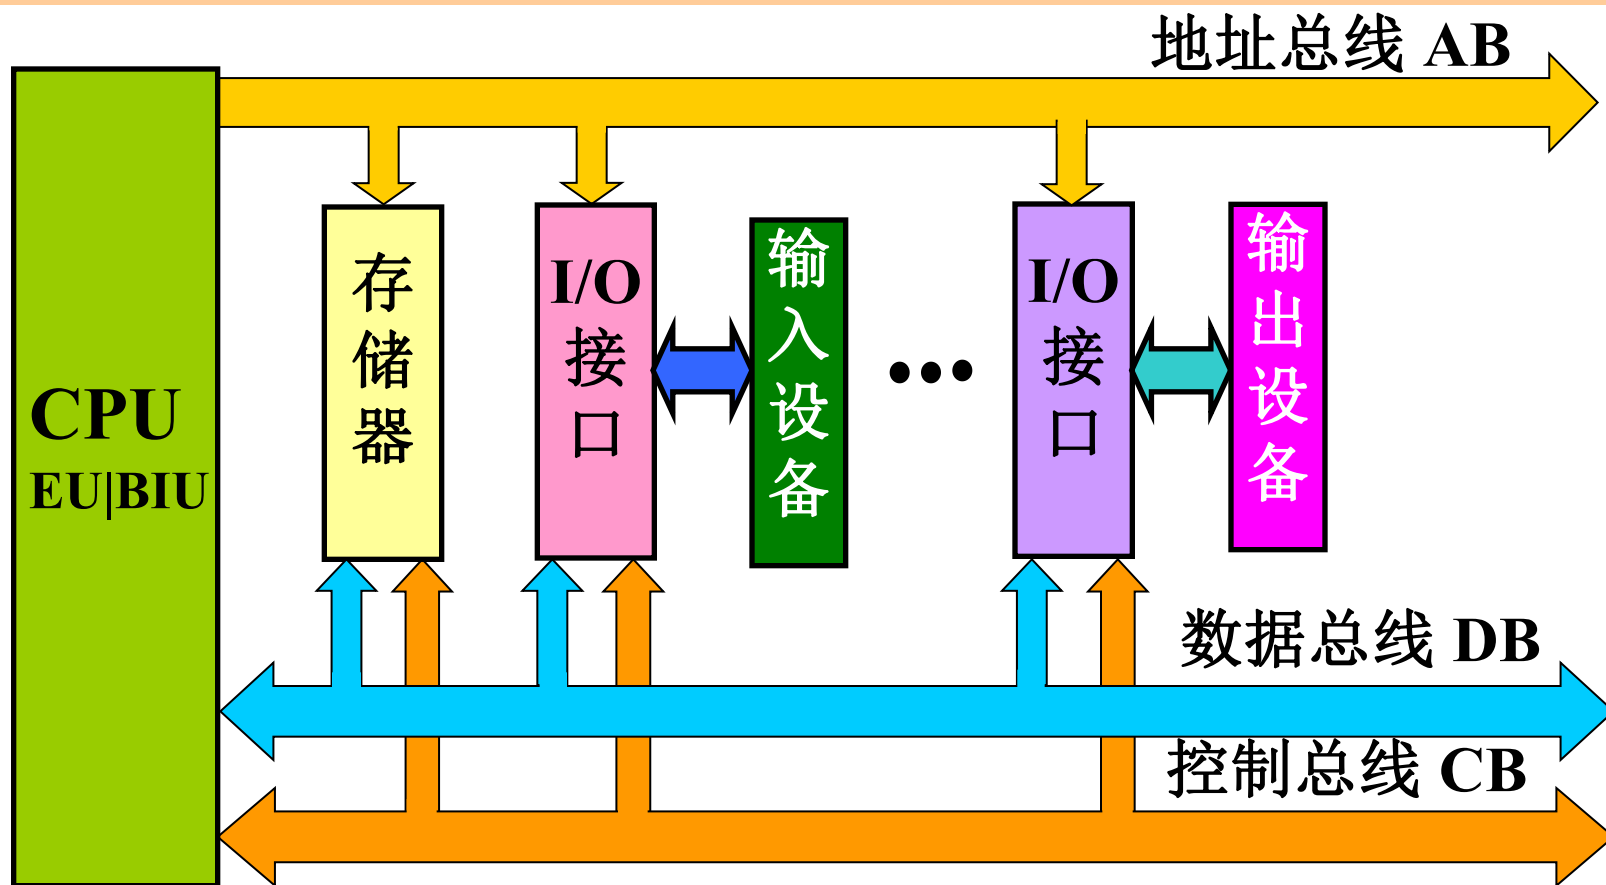 地址总线 AB
CPU
EU|BIU
存储器
I/O
接口
输入设备
I/O
接口
输出设备
数据总线 DB
控制总线 CB